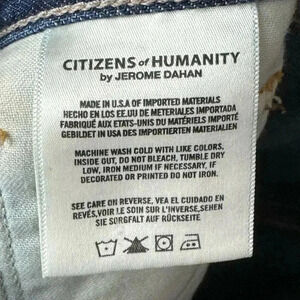 CITIZENS of HUMANITY
by JEROME DAHAN
MADE IN U.S.A OF IMPORTED MATERIALS
HECHO EN LOS EE.UU DE METERIALES IMPORTADA
FABRIQUÉ AUX ETATS-UNIS DU MATÉRIELS IMPORTÉ
GEBILDET IN USA DES IMPORTIERTEN MATERIALS
MACHINE WASH COLD WITH LIKE COLORS,
INSIDE OUT, DO NOT BLEACH, TUMBLE DRY
LOW, IRON MEDIUM IF NECESSARY, IF
DECORATED OR PRINTED DO NOT IRON.
SEE CARE ON REVERSE, VEA EL CUIDADO EN
REVÉS,VOIR LE SOIN SUR L'INVERSE,SEHEN
SIE SORGFALT AUF RÜCKSEITE